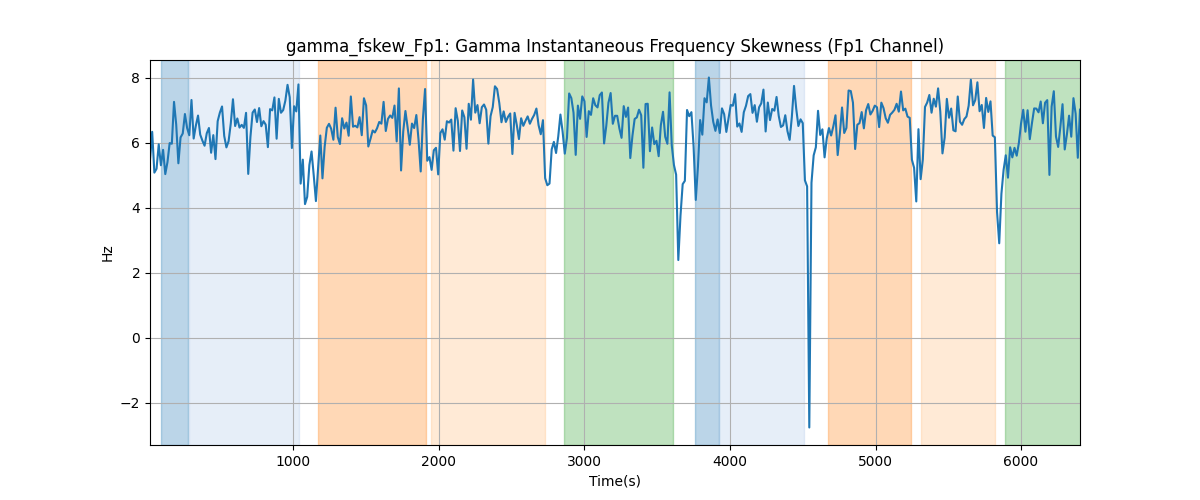 gamma_fskew_Fp1: Gamma Instantaneous Frequency Skewness (Fp1 Channel)
8
6
4
2
0
−2
Hz
1000 2000 3000 4000 5000 6000
Time(s)